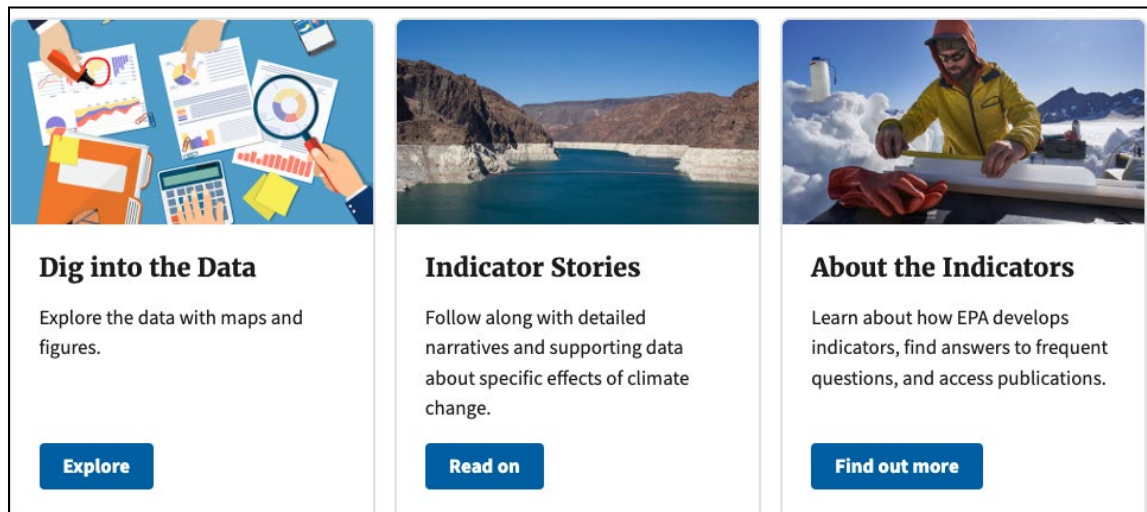 Dig into the Data
Explore the data with maps and
figures.
Explore
Indicator Stories
Follow along with detailed
narratives and supporting data
about specific effects of climate
change.
Read on
About the Indicators
Learn about how EPA develops
indicators, find answers to frequent
questions, and access publications.
Find out more